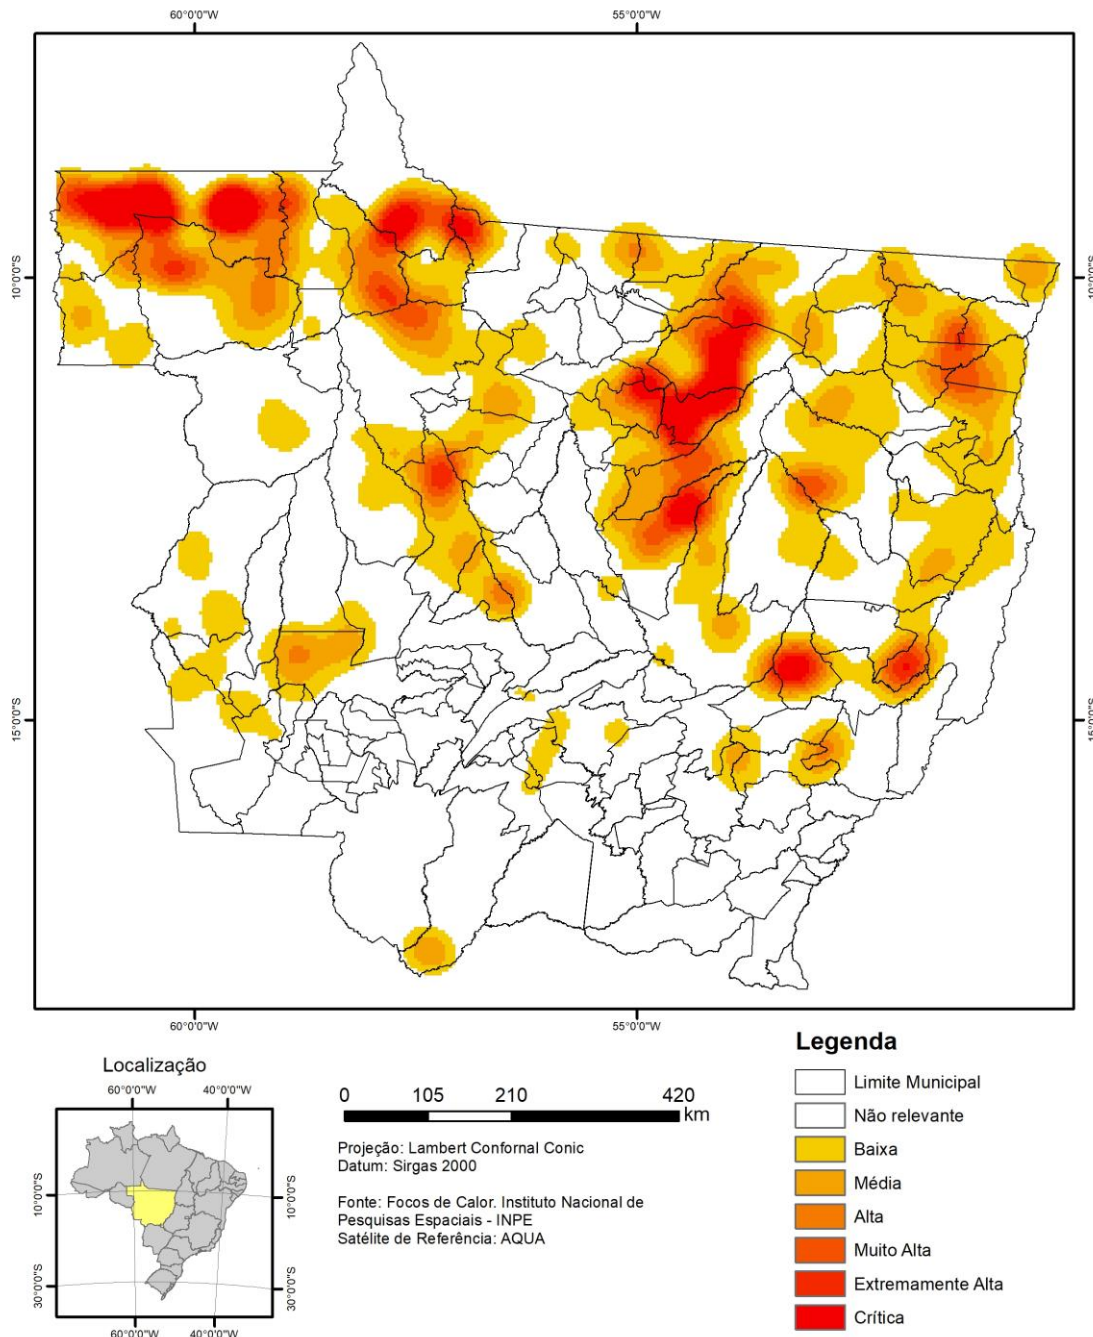 60°0'0"W 55°0'0"W
10°0'0"S 10°0'0"S
15°0'0"S 15°0'0"S
60°0'0"W 55°0'0"W
Localização
60°0'0"W 40°0'0"W
10°0'0"S 10°0'0"S
30°0'0"S 30°0'0"S
60°0'0"W 40°0'0"W
0 105 210 420
km
Projeção: Lambert Confornal Conic
Datum: Sirgas 2000
Fonte: Focos de Calor. Instituto Nacional de
Pesquisas Espaciais - INPE
Satélite de Referência: AQUA
Legenda
Limite Municipal
Não relevante
Baixa
Média
Alta
Muito Alta
Extremamente Alta
Crítica